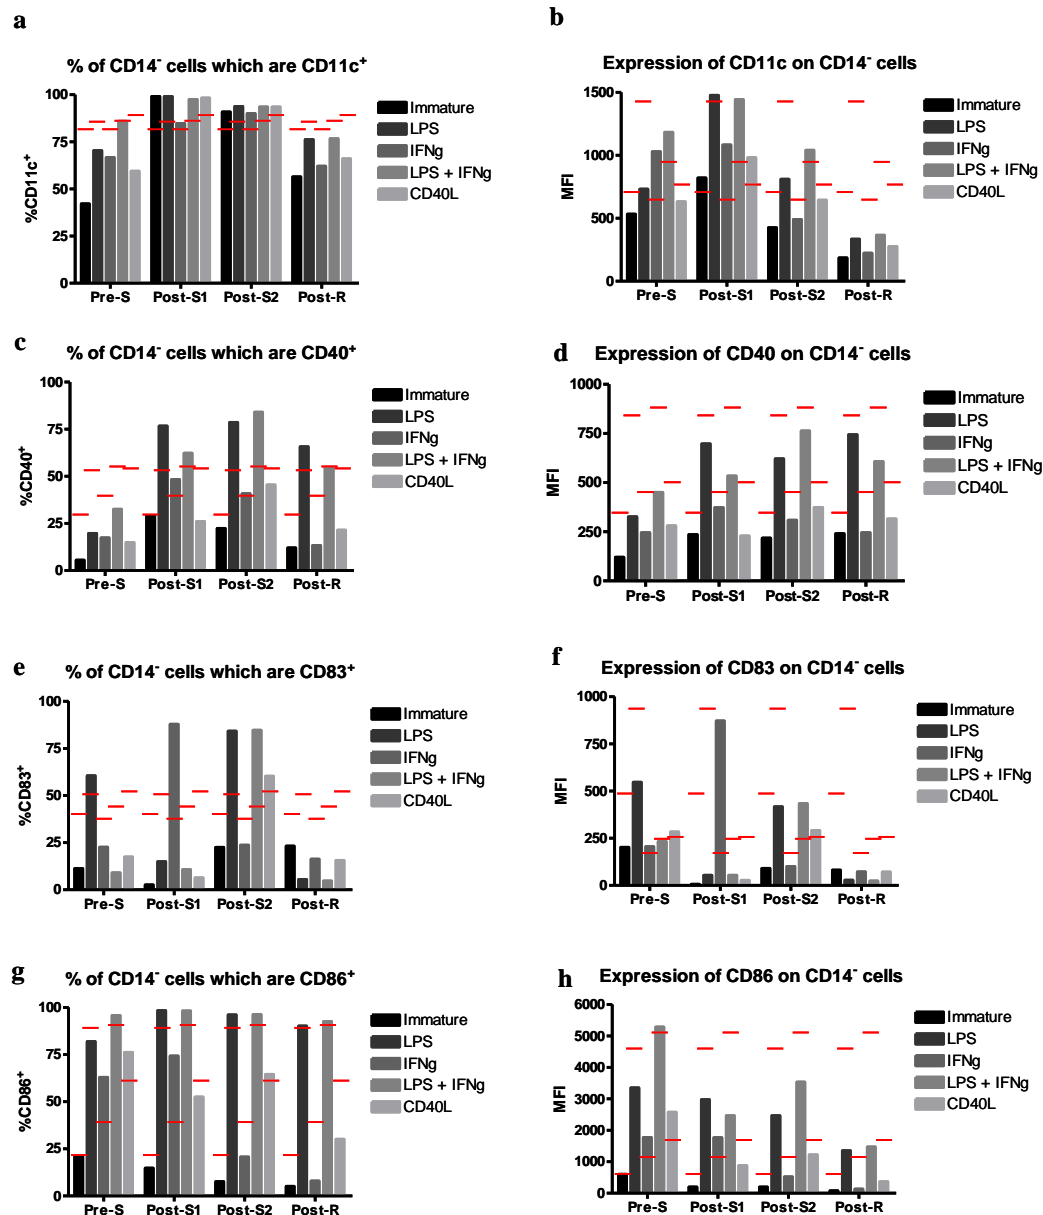 a
% of CD14⁻ cells which are CD11c⁺
%CD11c⁺
100
75
50
25
0
Pre-S Post-S1 Post-S2 Post-R
Immature
LPS
IFNg
LPS + IFNg
CD40L
b
Expression of CD11c on CD14⁻ cells
MFI
1500
1000
500
0
Pre-S Post-S1 Post-S2 Post-R
Immature
LPS
IFNg
LPS + IFNg
CD40L
c
% of CD14⁻ cells which are CD40⁺
%CD40⁺
100
75
50
25
0
Pre-S Post-S1 Post-S2 Post-R
Immature
LPS
IFNg
LPS + IFNg
CD40L
d
Expression of CD40 on CD14⁻ cells
MFI
1000
750
500
250
0
Pre-S Post-S1 Post-S2 Post-R
Immature
LPS
IFNg
LPS + IFNg
CD40L
e
% of CD14⁻ cells which are CD83⁺
%CD83⁺
100
75
50
25
0
Pre-S Post-S1 Post-S2 Post-R
Immature
LPS
IFNg
LPS + IFNg
CD40L
f
Expression of CD83 on CD14⁻ cells
MFI
1000
750
500
250
0
Pre-S Post-S1 Post-S2 Post-R
Immature
LPS
IFNg
LPS + IFNg
CD40L
g
% of CD14⁻ cells which are CD86⁺
%CD86⁺
100
75
50
25
0
Pre-S Post-S1 Post-S2 Post-R
Immature
LPS
IFNg
LPS + IFNg
CD40L
h
Expression of CD86 on CD14⁻ cells
MFI
6000
5000
4000
3000
2000
1000
0
Pre-S Post-S1 Post-S2 Post-R
Immature
LPS
IFNg
LPS + IFNg
CD40L